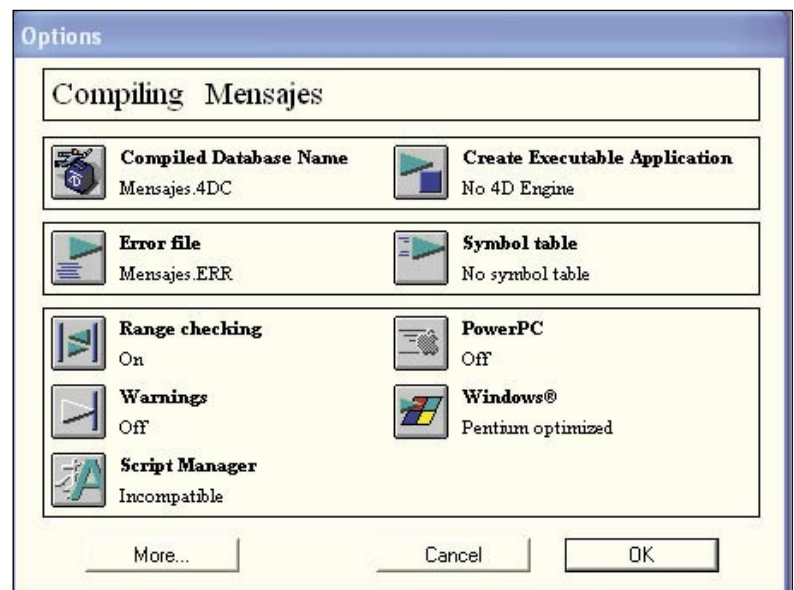 Options
Compiling Mensajes
Compiled Database Name
Mensajes.4DC
Create Executable Application
No 4D Engine
Error file
Mensajes.ERR
Symbol table
No symbol table
Range checking
On
PowerPC
Off
Warnings
Off
Windows®
Pentium optimized
Script Manager
Incompatible
More...
Cancel
OK